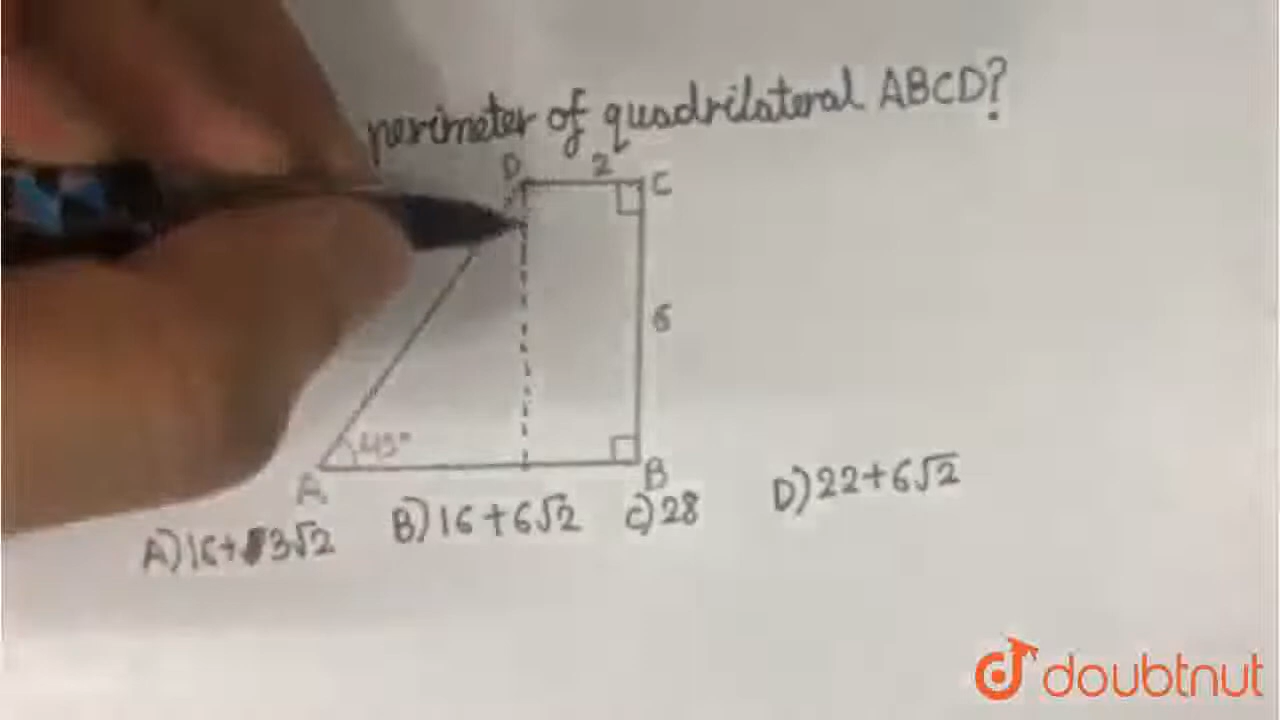 perimeter of quadrilateral ABCD?
D 2 C
6
45°
A B
A) 16+3√2 B) 16+6√2 C) 28 D) 22+6√2
doubtnut